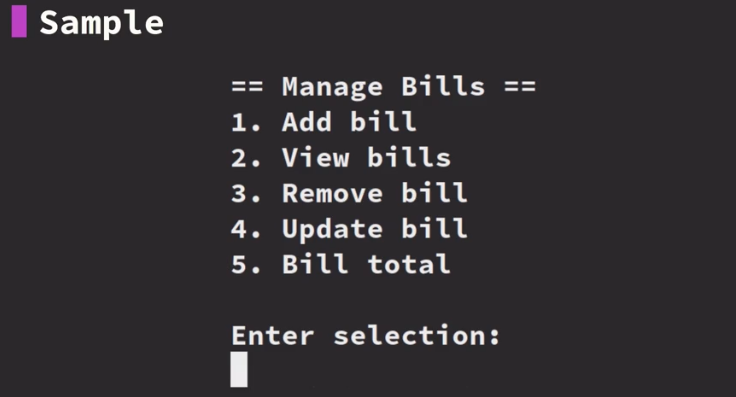 Sample
== Manage Bills ==
1. Add bill
2. View bills
3. Remove bill
4. Update bill
5. Bill total
Enter selection: